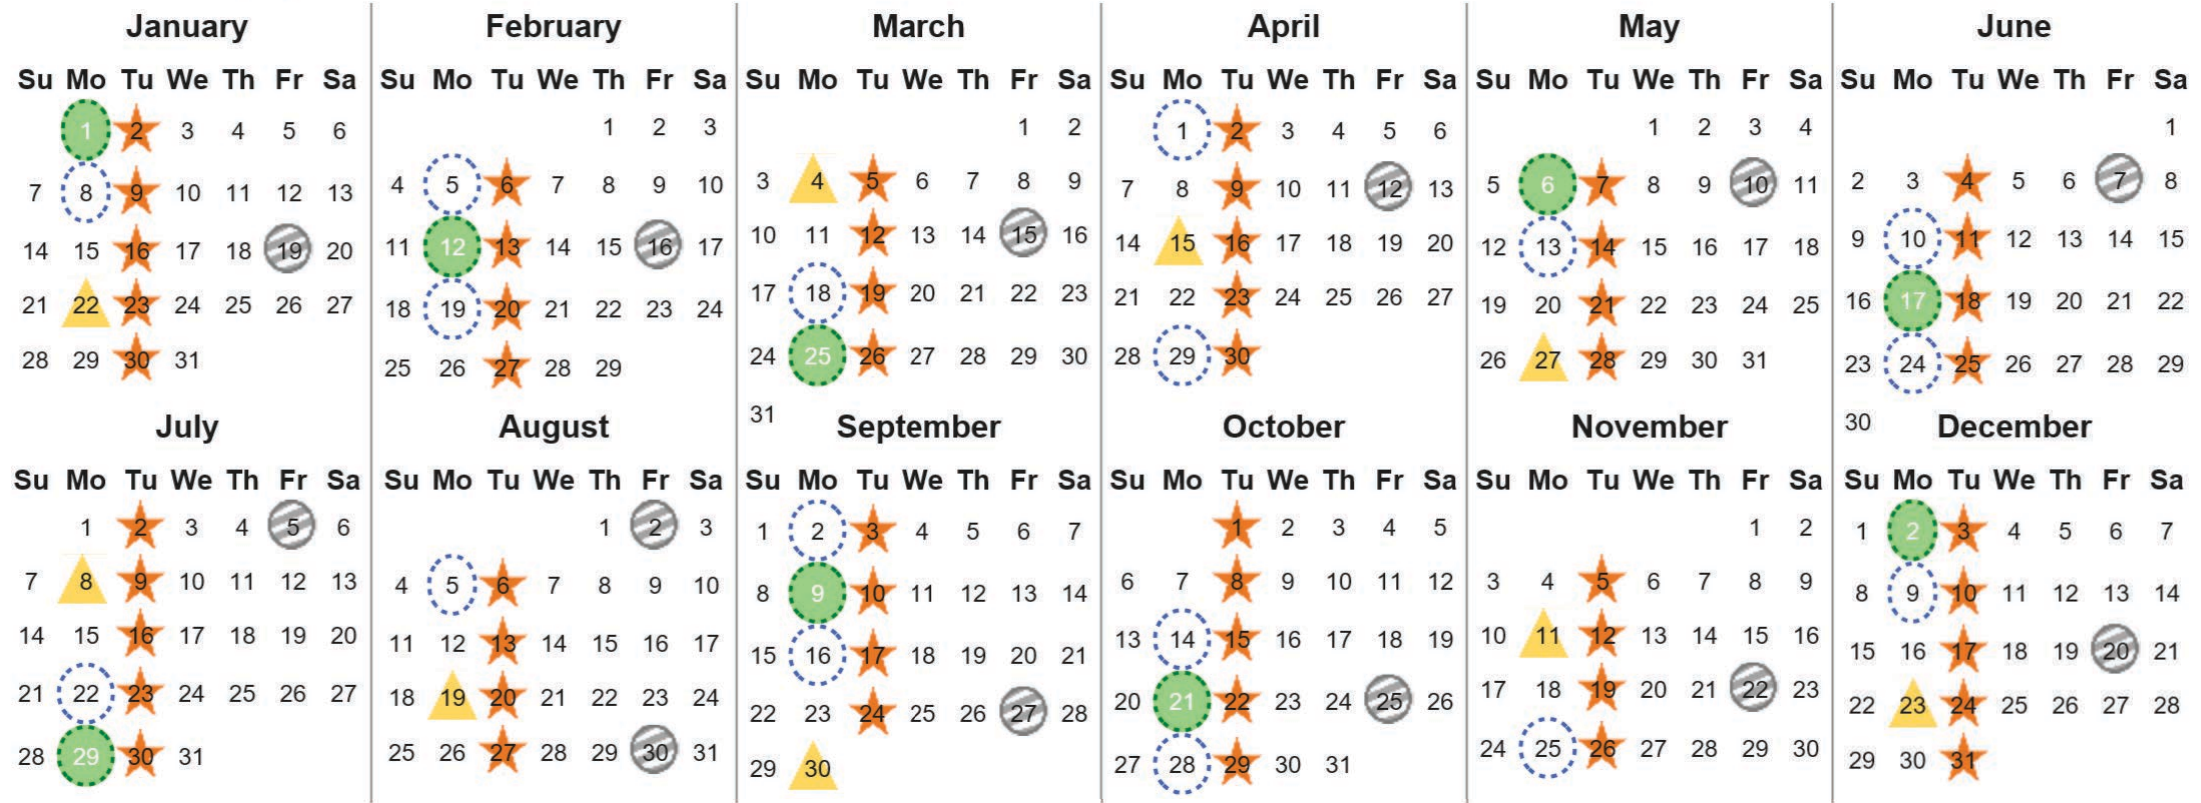 January February March April May June
Su Mo Tu We Th Fr Sa Su Mo Tu We Th Fr Sa Su Mo Tu We Th Fr Sa Su Mo Tu We Th Fr Sa Su Mo Tu We Th Fr Sa Su Mo Tu We Th Fr Sa
1 2 3 4 5 6 1 2 3 1 2 1 2 3 4 5 6 1 2 3 4 1
7 8 9 10 11 12 13 4 5 6 7 8 9 10 3 4 5 6 7 8 9 7 8 9 10 11 12 13 5 6 7 8 9 10 11 2 3 4 5 6 7 8
14 15 16 17 18 19 20 11 12 13 14 15 16 17 10 11 12 13 14 15 16 14 15 16 17 18 19 20 12 13 14 15 16 17 18 9 10 11 12 13 14 15
21 22 23 24 25 26 27 18 19 20 21 22 23 24 17 18 19 20 21 22 23 21 22 23 24 25 26 27 19 20 21 22 23 24 25 16 17 18 19 20 21 22
28 29 30 31 25 26 27 28 29 24 25 26 27 28 29 30 28 29 30 26 27 28 29 30 31 23 24 25 26 27 28 29
31 30
July August September October November December
Su Mo Tu We Th Fr Sa Su Mo Tu We Th Fr Sa Su Mo Tu We Th Fr Sa Su Mo Tu We Th Fr Sa Su Mo Tu We Th Fr Sa Su Mo Tu We Th Fr Sa
1 2 3 4 5 6 1 2 3 1 2 3 4 5 6 7 1 2 3 4 5 1 2 1 2 3 4 5 6 7
7 8 9 10 11 12 13 4 5 6 7 8 9 10 8 9 10 11 12 13 14 6 7 8 9 10 11 12 3 4 5 6 7 8 9 8 9 10 11 12 13 14
14 15 16 17 18 19 20 11 12 13 14 15 16 17 15 16 17 18 19 20 21 13 14 15 16 17 18 19 10 11 12 13 14 15 16 15 16 17 18 19 20 21
21 22 23 24 25 26 27 18 19 20 21 22 23 24 22 23 24 25 26 27 28 20 21 22 23 24 25 26 17 18 19 20 21 22 23 22 23 24 25 26 27 28
28 29 30 31 25 26 27 28 29 30 31 29 30 27 28 29 30 31 24 25 26 27 28 29 30 29 30 31